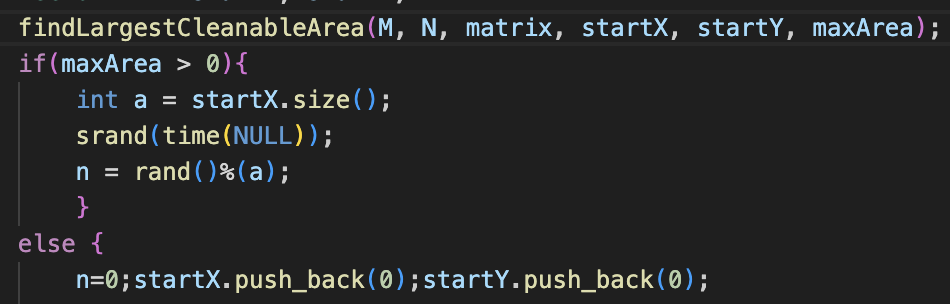 findLargestCleanableArea(M, N, matrix, startX, startY, maxArea);
if(maxArea > 0){
int a = startX.size();
srand(time(NULL));
n = rand()%(a);
}
else {
n=0;startX.push_back(0);startY.push_back(0);